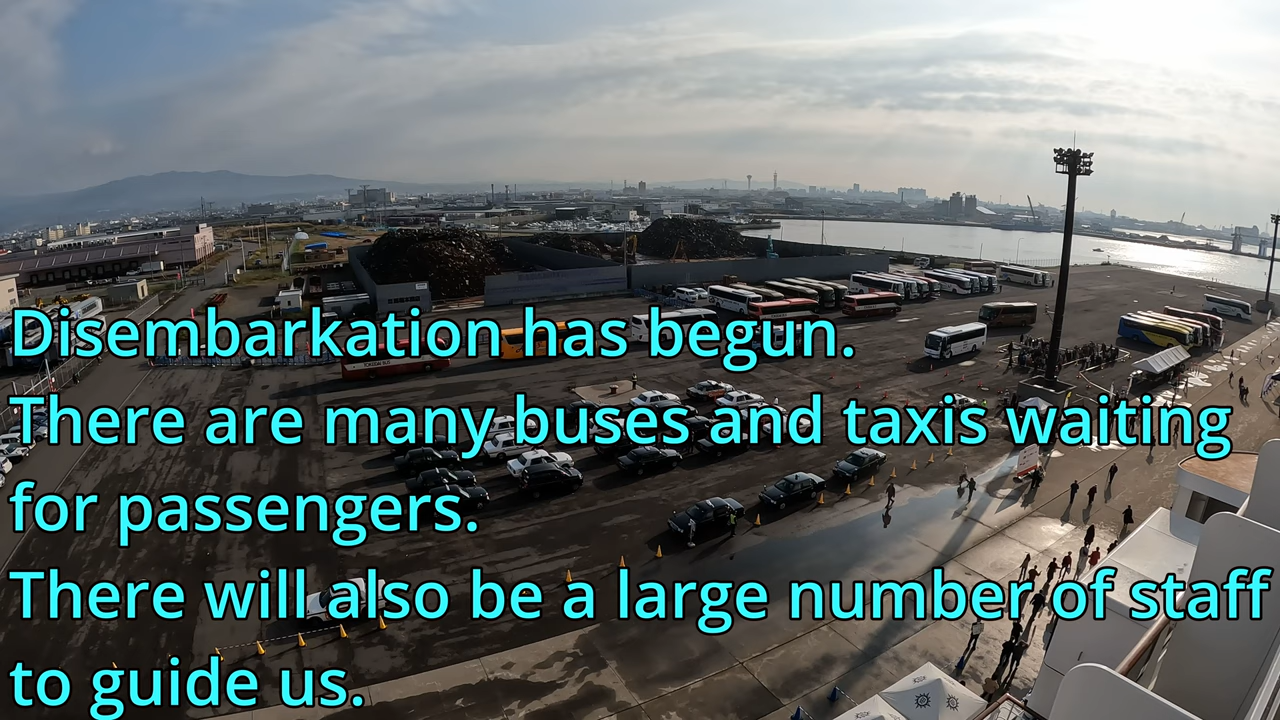 Disembarkation has begun.
There are many buses and taxis waiting
for passengers.
There will also be a large number of staff
to guide us.